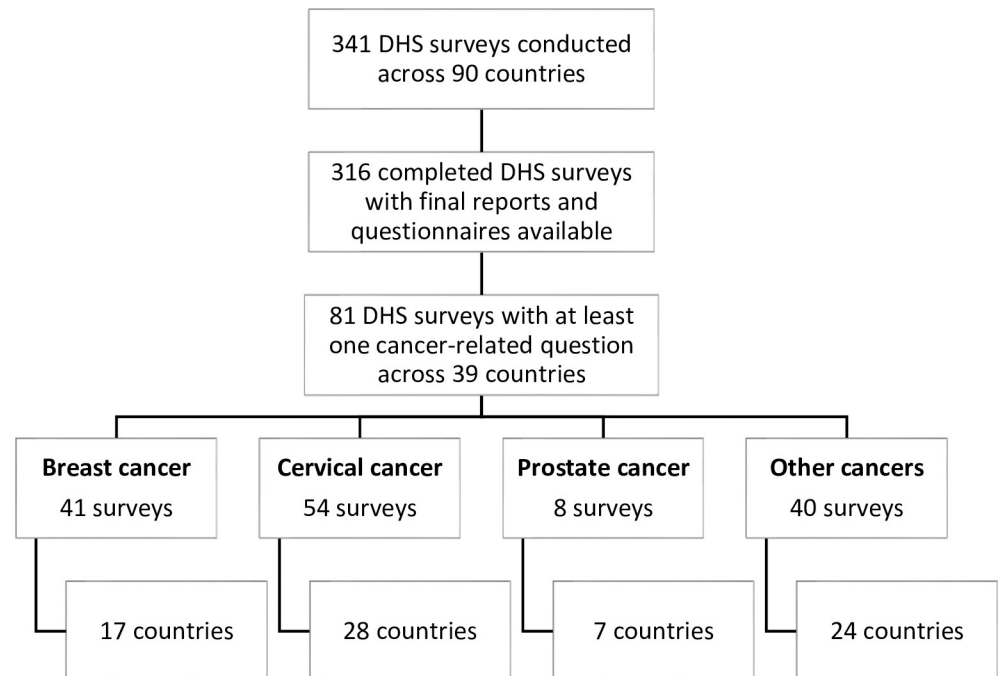 341 DHS surveys conducted
across 90 countries
316 completed DHS surveys
with final reports and
questionnaires available
81 DHS surveys with at least
one cancer-related question
across 39 countries
Breast cancer
41 surveys
Cervical cancer
54 surveys
Prostate cancer
8 surveys
Other cancers
40 surveys
17 countries
28 countries
7 countries
24 countries